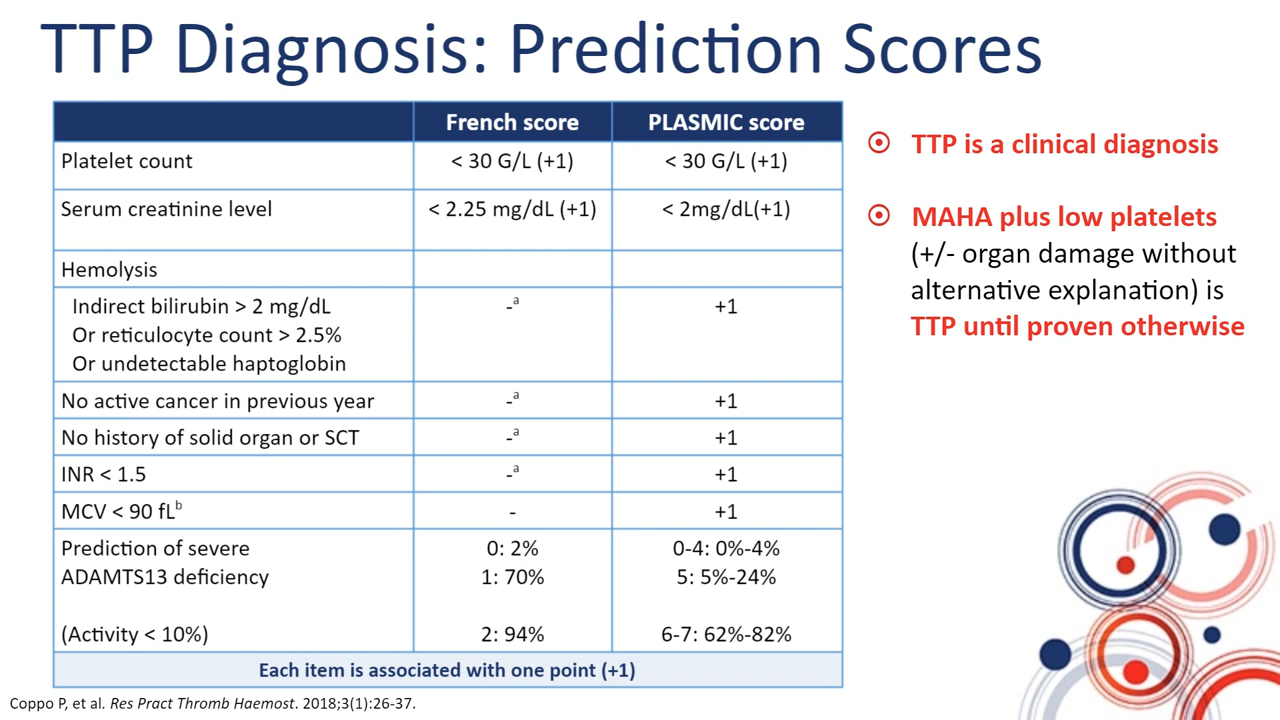 TTP Diagnosis: Prediction Scores
French score PLASMIC score
Platelet count < 30 G/L (+1) < 30 G/L (+1)
Serum creatinine level < 2.25 mg/dL (+1) < 2mg/dL(+1)
Hemolysis
Indirect bilirubin > 2 mg/dL -a +1
Or reticulocyte count > 2.5%
Or undetectable haptoglobin
No active cancer in previous year -a +1
No history of solid organ or SCT -a +1
INR < 1.5 -a +1
MCV < 90 fLb - +1
Prediction of severe 0: 2% 0-4: 0%-4%
ADAMTS13 deficiency 1: 70% 5: 5%-24%
(Activity < 10%) 2: 94% 6-7: 62%-82%
Each item is associated with one point (+1)
TTP is a clinical diagnosis
MAHA plus low platelets
(+/- organ damage without
alternative explanation) is
TTP until proven otherwise
Coppo P, et al. Res Pract Thromb Haemost. 2018;3(1):26-37.